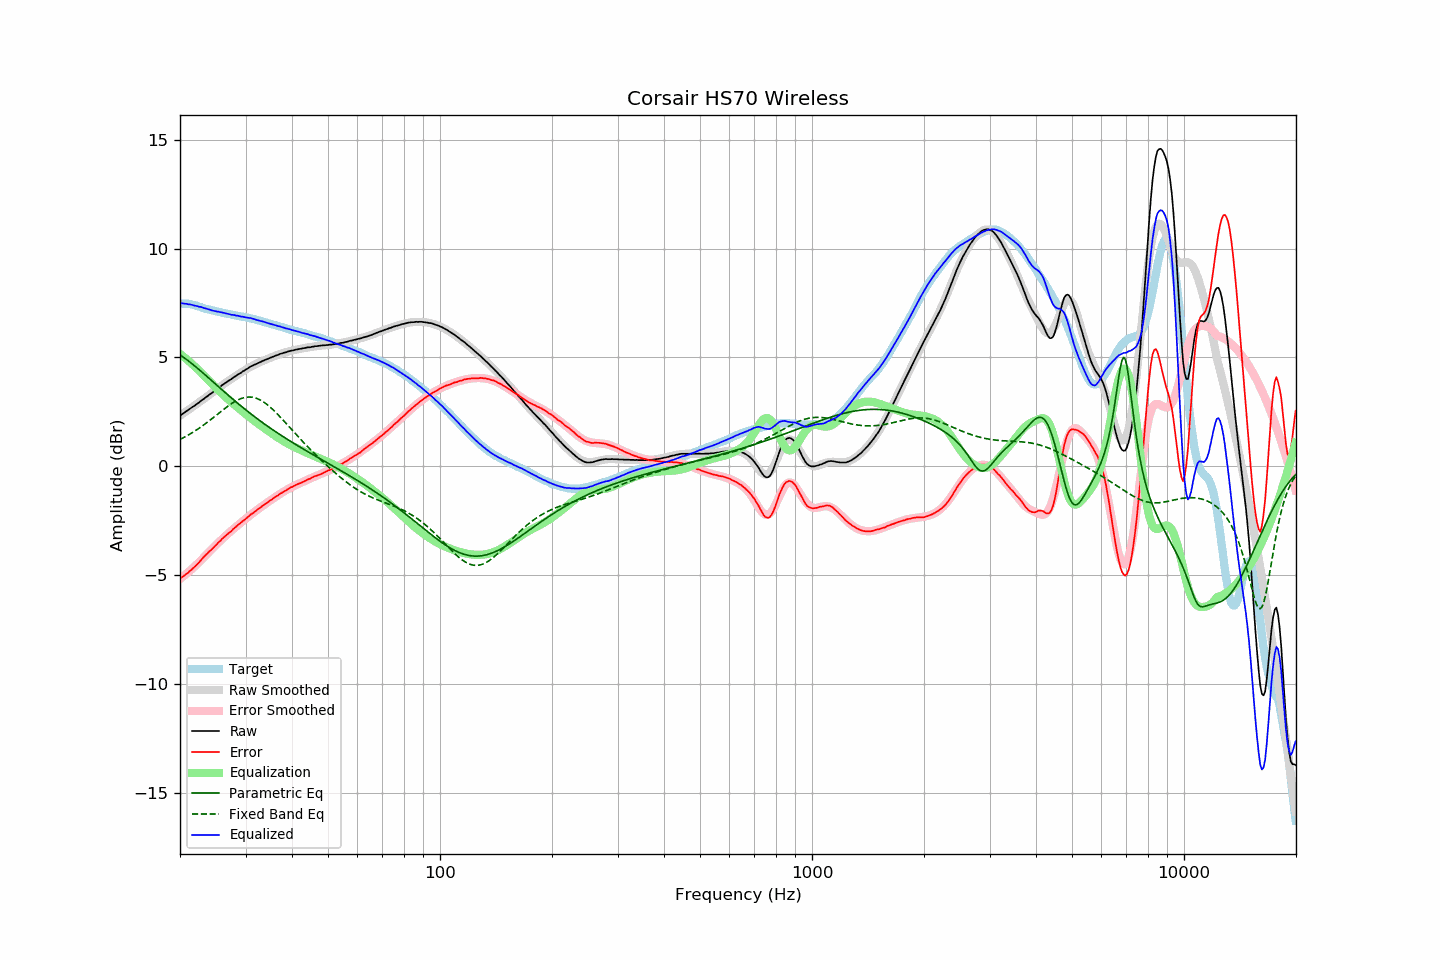 Corsair HS70 Wireless
15
10
5
0
−5
−10
−15
Amplitude (dBr)
Target
Raw Smoothed
Error Smoothed
Raw
Error
Equalization
Parametric Eq
Fixed Band Eq
Equalized
100
1000
10000
Frequency (Hz)